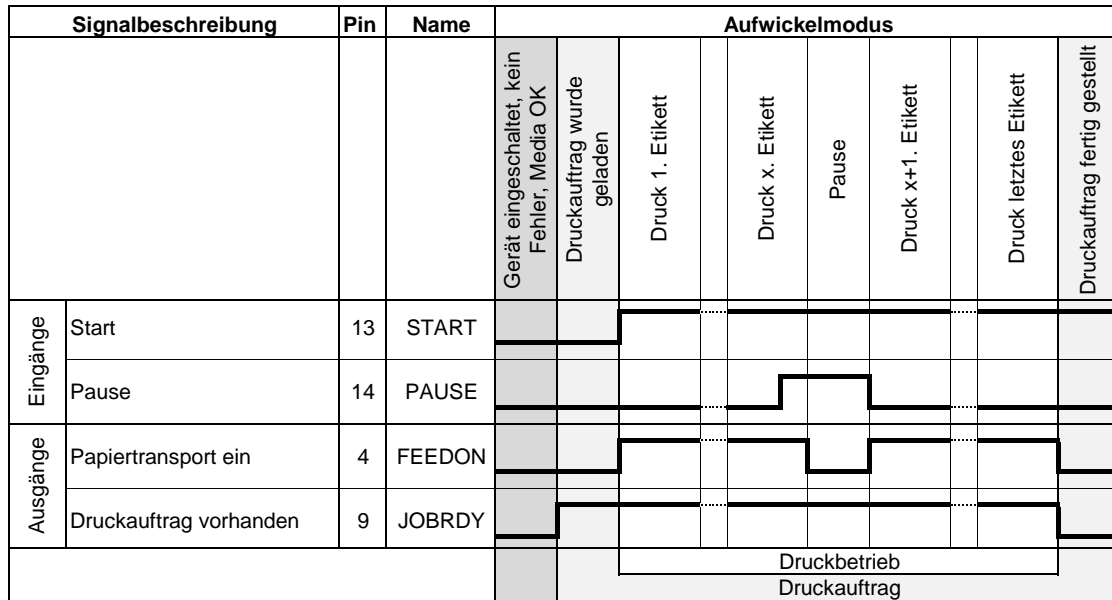 Signalbeschreibung Pin Name Aufwickelmodus
Gerät eingeschaltet, kein
Fehler, Media OK
Druckauftrag wurde
geladen
Druck 1. Etikett
Druck x. Etikett
Pause
Druck x+1. Etikett
Druck letztes Etikett
Druckauftrag fertig gestellt
Eingänge
Start 13 START
Pause 14 PAUSE
Ausgänge
Papiertransport ein 4 FEEDON
Druckauftrag vorhanden 9 JOBRDY
Druckbetrieb
Druckauftrag